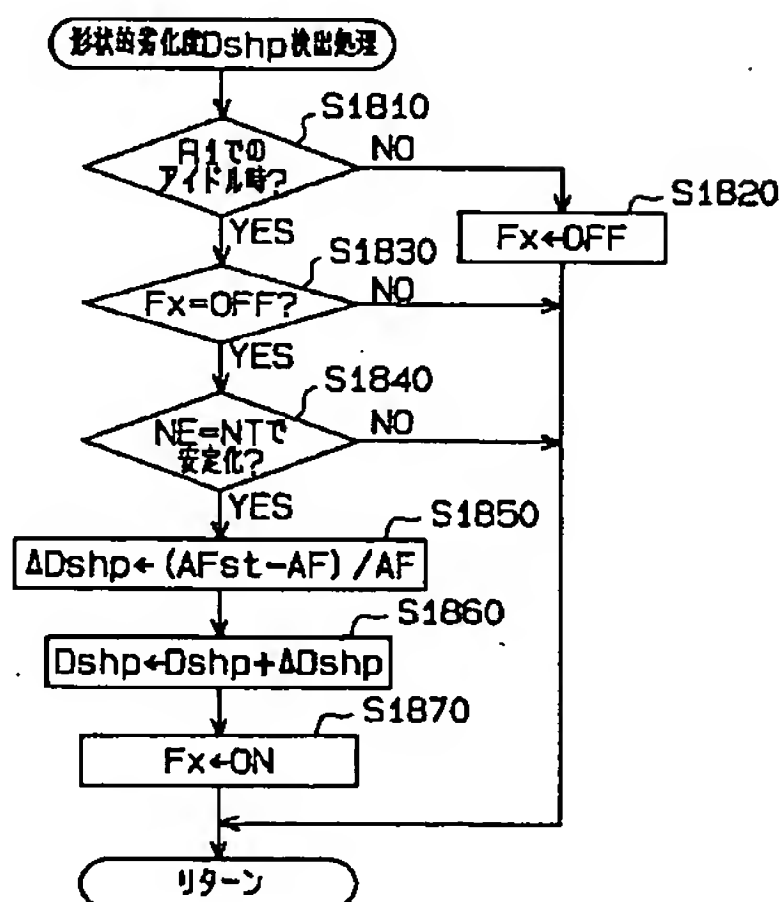 形状的劣化度Dshp検出処理
S1810
A1での
アイドル時?
NO
S1820
Fx←OFF
YES
S1830
Fx=OFF?
NO
YES
S1840
NE=NTで
安定化?
NO
YES
S1850
ΔDshp←(AFst-AF)/AF
S1860
Dshp←Dshp+ΔDshp
S1870
Fx←ON
リターン